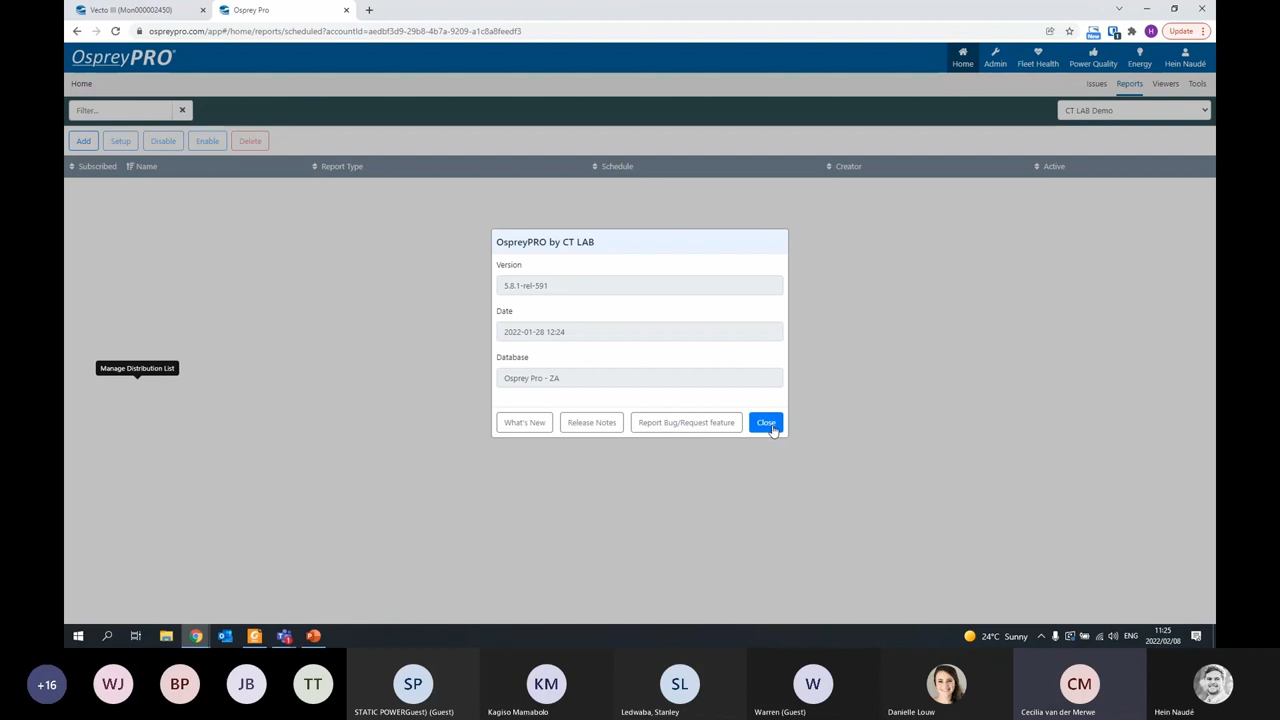 Vecto III (Mon000002450)
Osprey Pro
ospreypro.com/app#/home/reports/scheduled?accountId=aedbf3d9-29b8-4b7a-9209-a1c8a8feedf3
New
1
H
Update
OspreyPRO®
Home
Admin
Fleet Health
Power Quality
Energy
Hein Naudé
Home
Issues
Reports
Viewers
Tools
Filter...
CT LAB Demo
Add
Setup
Disable
Enable
Delete
Subscribed
Name
Report Type
Schedule
Creator
Active
OspreyPRO by CT LAB
Version
5.8.1-rel-591
Date
2022-01-28 12:24
Database
Osprey Pro - ZA
Manage Distribution List
What's New
Release Notes
Report Bug/Request feature
Close
24°C Sunny
ENG
11:25
2022/02/08
+16
WJ
BP
JB
TT
SP
STATIC POWERGuest) (Guest)
KM
Kagiso Mamabolo
SL
Ledwaba, Stanley
W
Warren (Guest)
Danielle Louw
CM
Cecilia van der Merwe
Hein Naudé